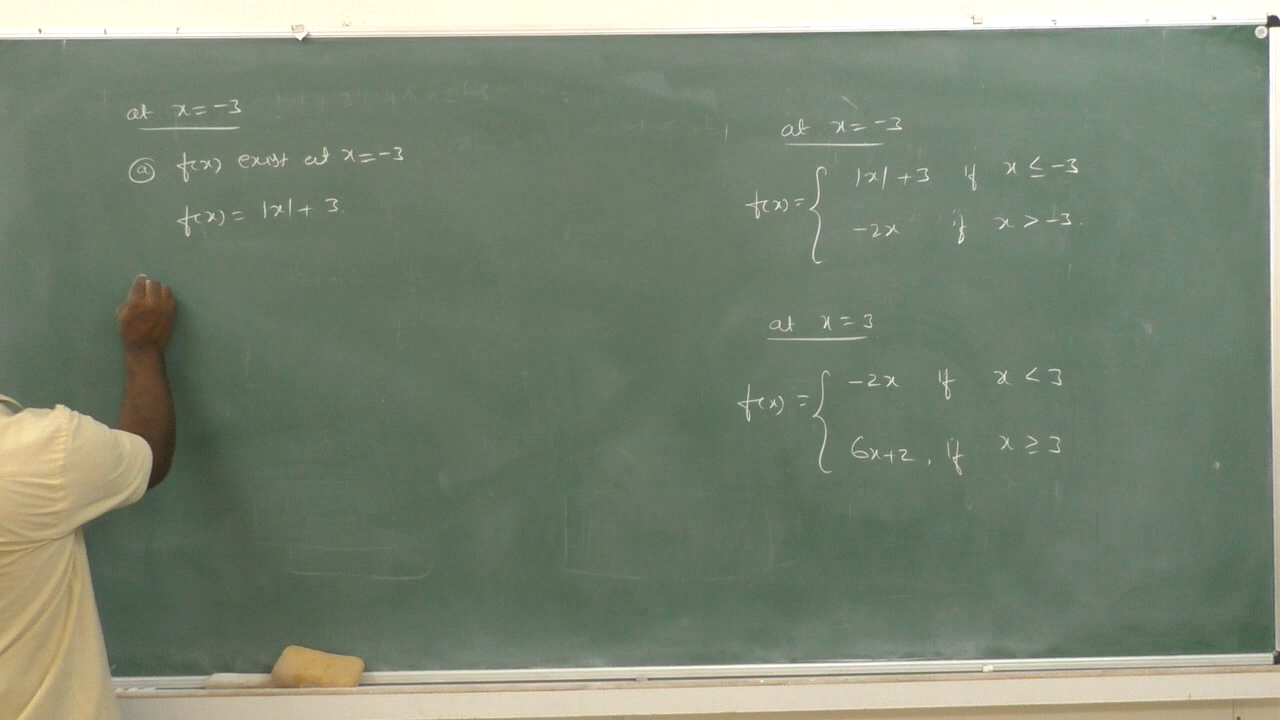 at x = -3
ⓐ f(x) exist at x = -3
f(x) = |x| + 3
at x = -3
f(x) = { |x| + 3 if x ≤ -3
-2x if x > -3.
at x = 3
f(x) = { -2x if x < 3
6x+2, if x ≥ 3